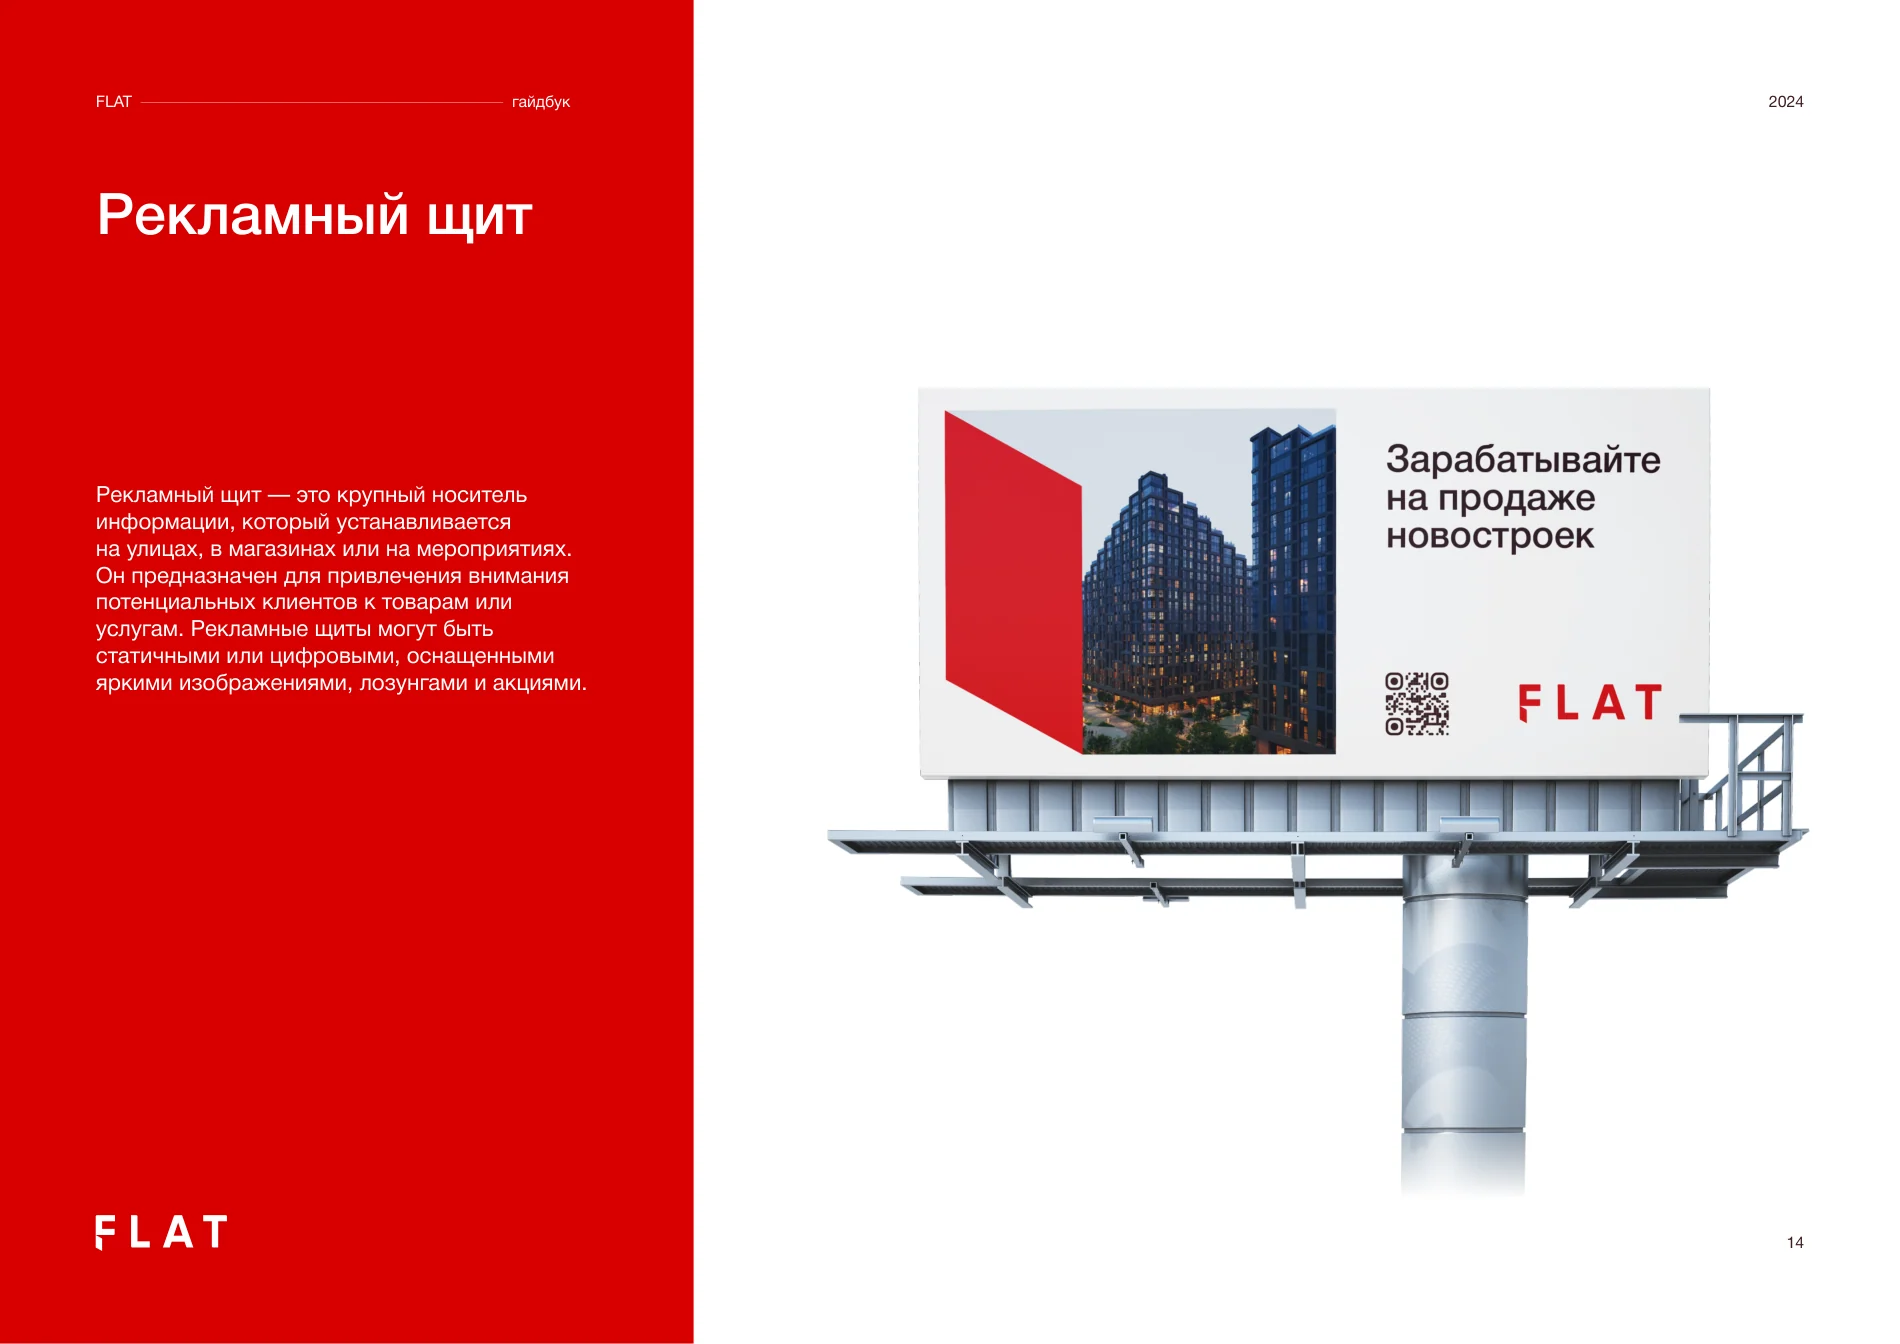 FLAT
гайдбук
2024
Рекламный щит
Рекламный щит — это крупный носитель
информации, который устанавливается
на улицах, в магазинах или на мероприятиях.
Он предназначен для привлечения внимания
потенциальных клиентов к товарам или
услугам. Рекламные щиты могут быть
статичными или цифровыми, оснащенными
яркими изображениями, лозунгами и акциями.
Зарабатывайте
на продаже
новостроек
FLAT
FLAT
14